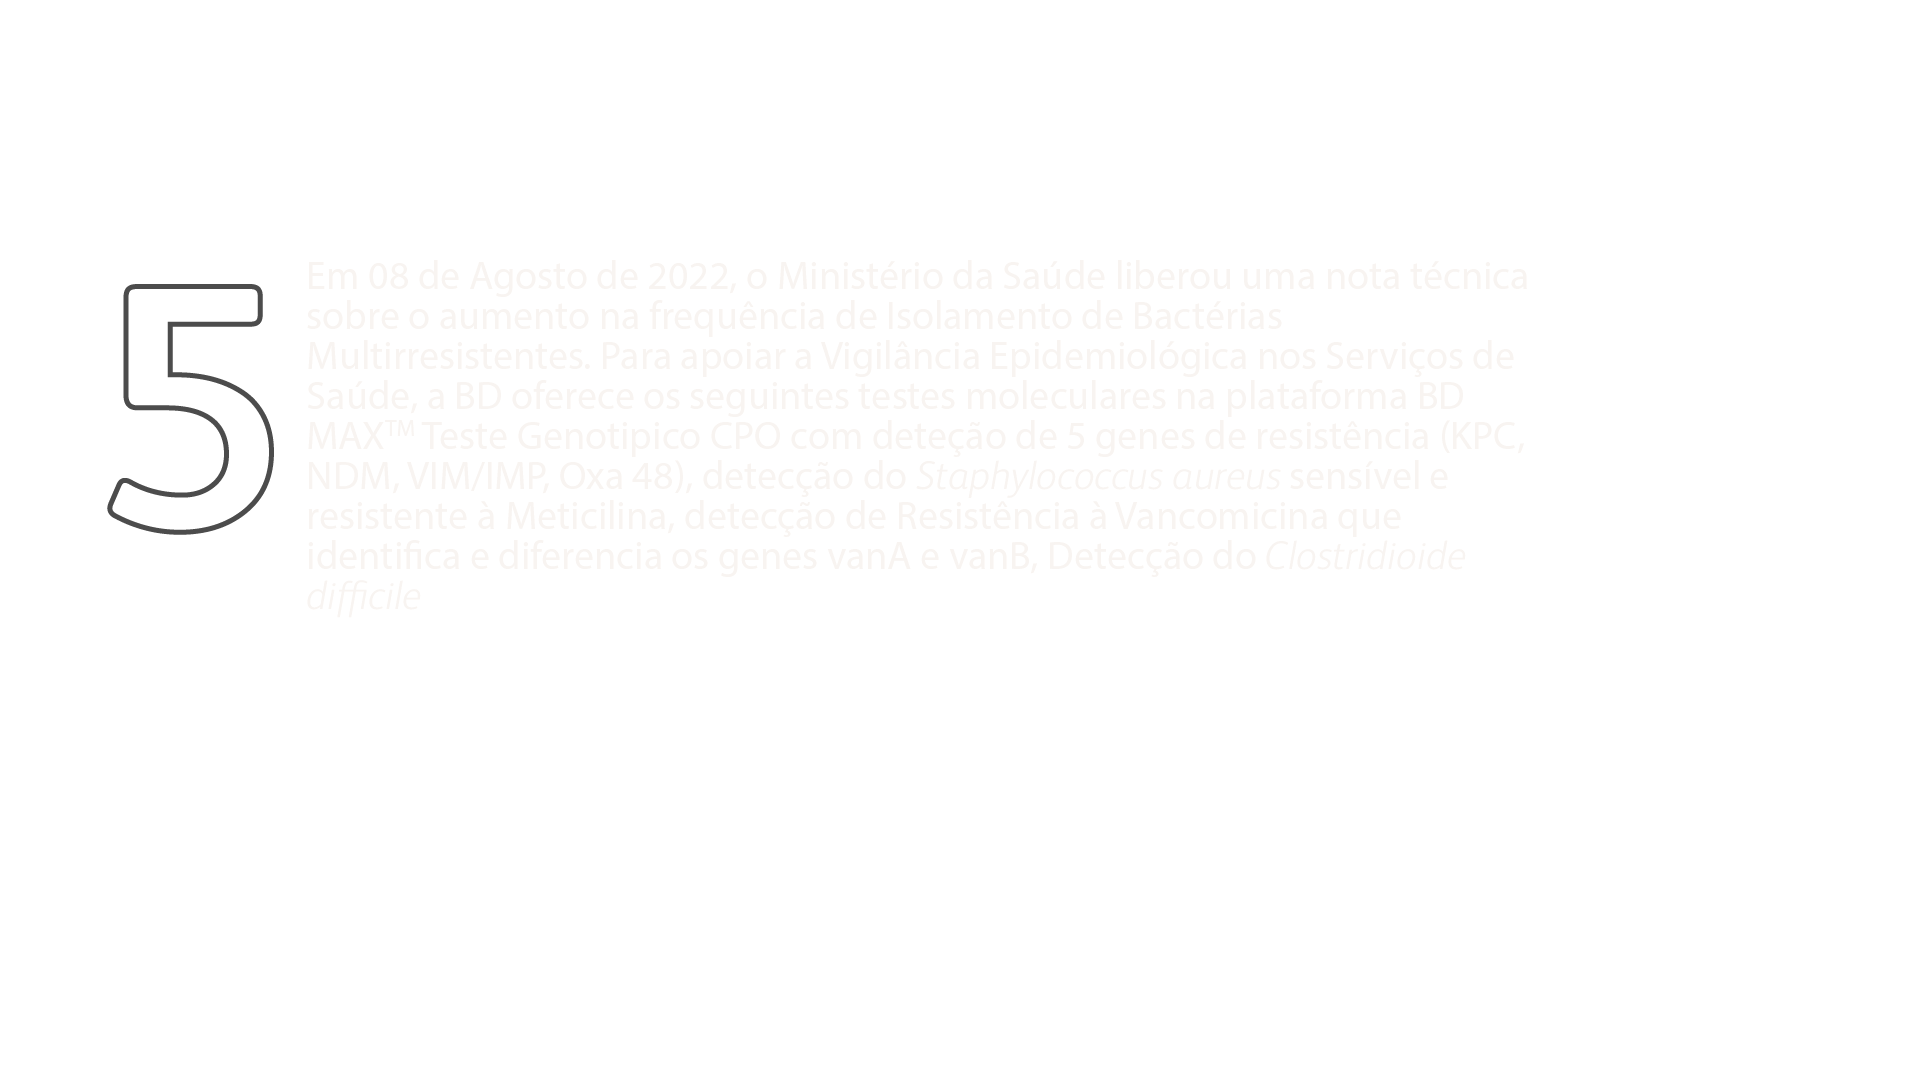 5
Em 08 de Agosto de 2022, o Ministério da Saúde liberou uma nota técnica
sobre o aumento na frequência de Isolamento de Bactérias
Multirresistentes. Para apoiar a Vigilância Epidemiológica nos Serviços de
Saúde, a BD oferece os seguintes testes moleculares na plataforma BD
MAX™ Teste Genotipico CPO com deteção de 5 genes de resistência (KPC,
NDM, VIM/IMP, Oxa 48), detecção do Staphylococcus aureus sensível e
resistente à Meticilina, detecção de Resistência à Vancomicina que
identifica e diferencia os genes vanA e vanB, Detecção do Clostridioide
difficile